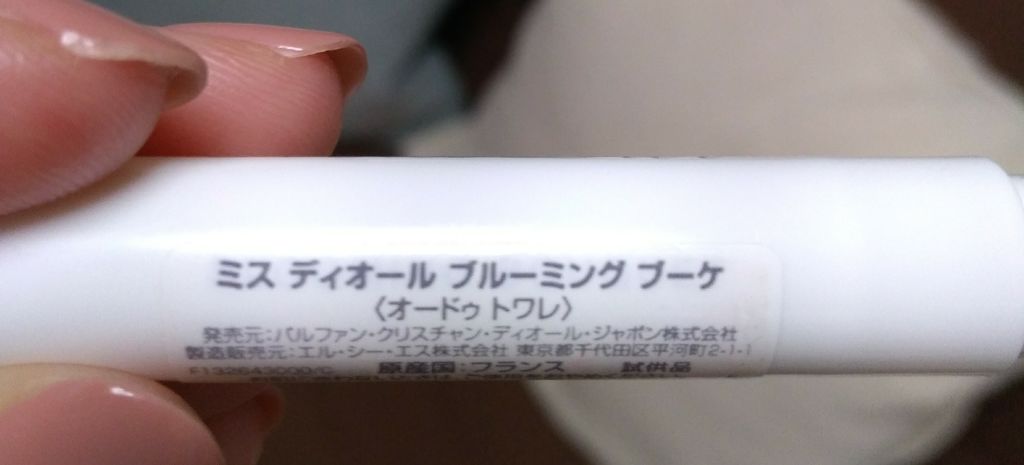 ミス ディオール ブルーミング ブーケ
〈オードゥ トワレ〉
発売元:パルファン・クリスチャン・ディオール・ジャポン株式会社
製造販売元:エル・シー・エス株式会社 東京都千代田区平河町2-1-1
F132643000/C 原産国:フランス 試供品